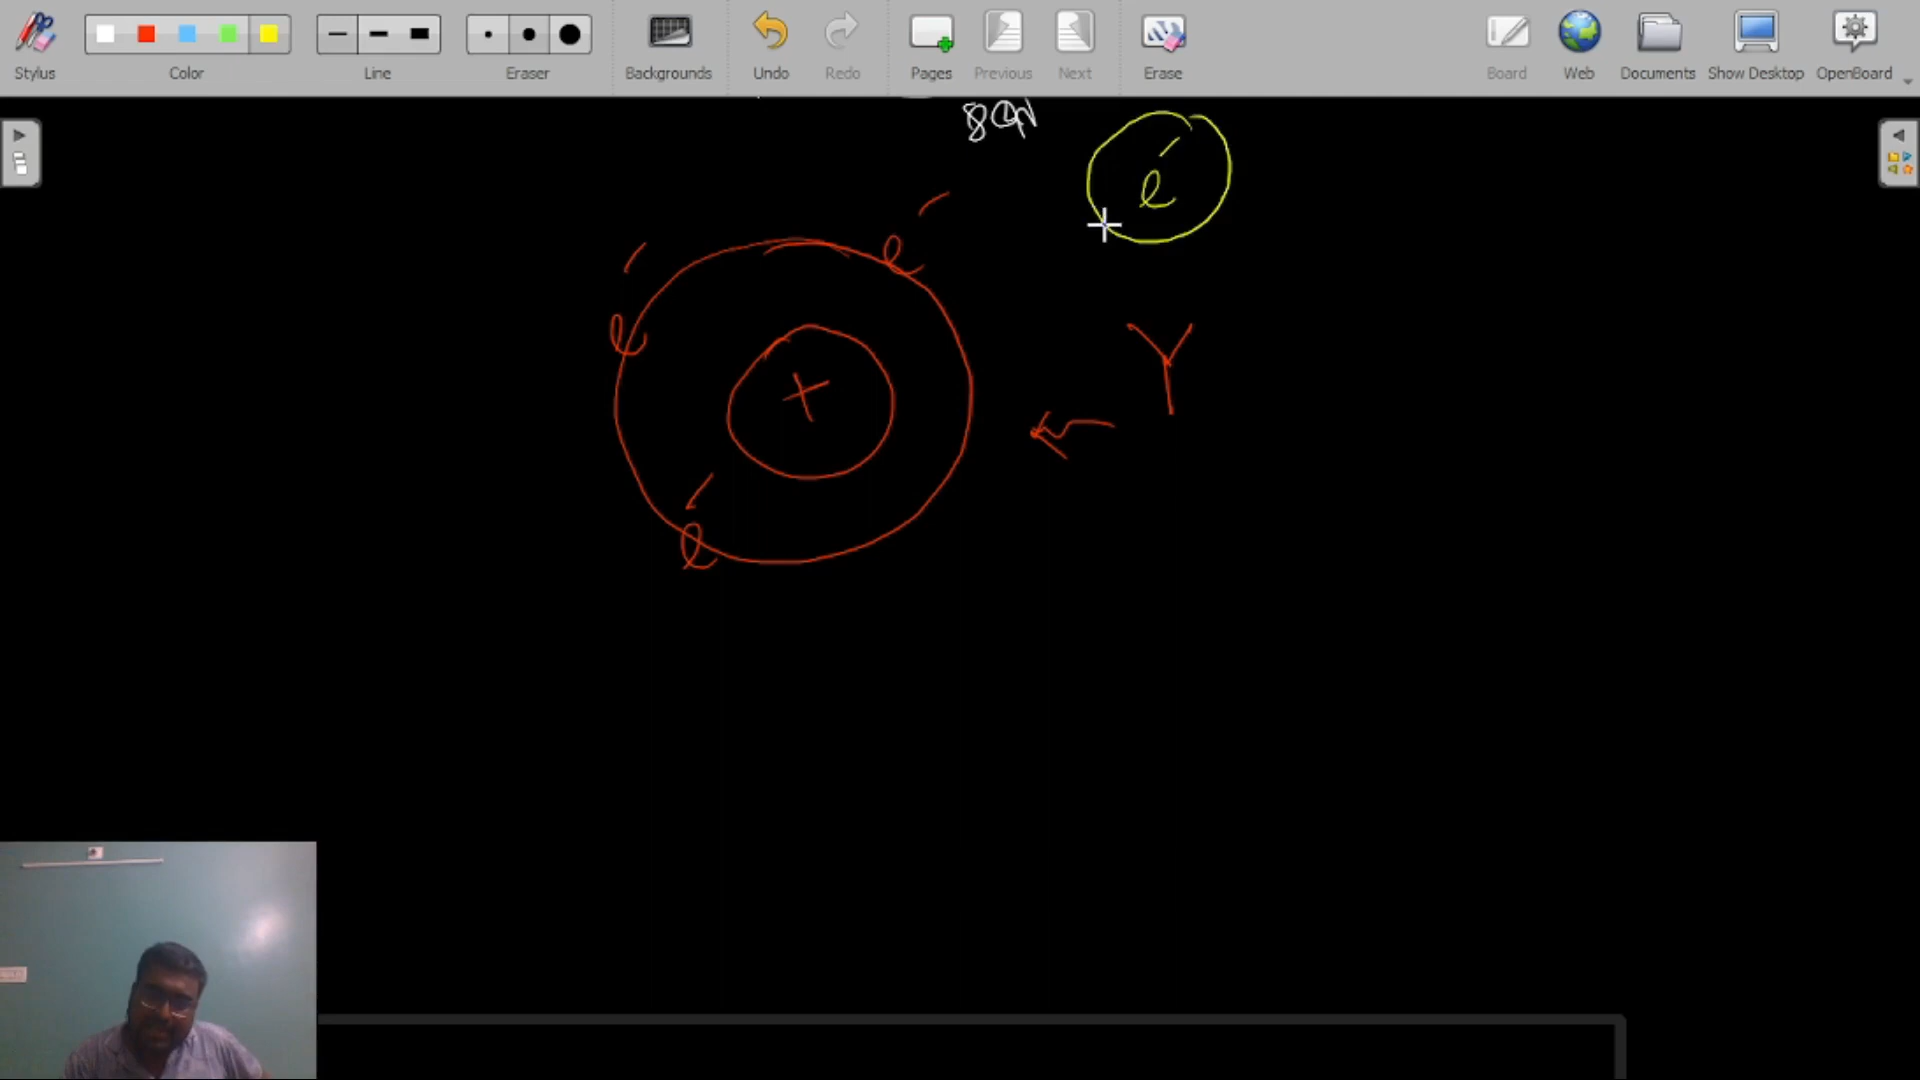 Stylus Color Line Eraser Backgrounds Undo Redo Pages Previous Next Erase Board Web Documents Show Desktop OpenBoard
e⁻
e⁻
e⁻
+
Y
e⁻